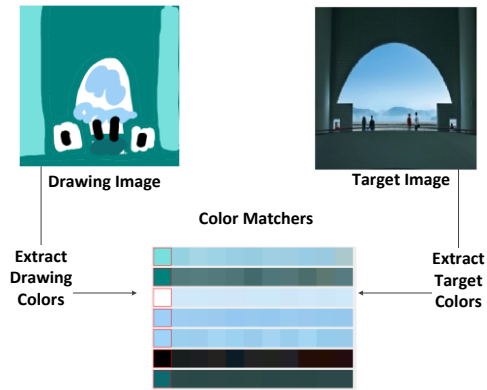 Drawing Image
Target Image
Color Matchers
Extract
Drawing
Colors
Extract
Target
Colors